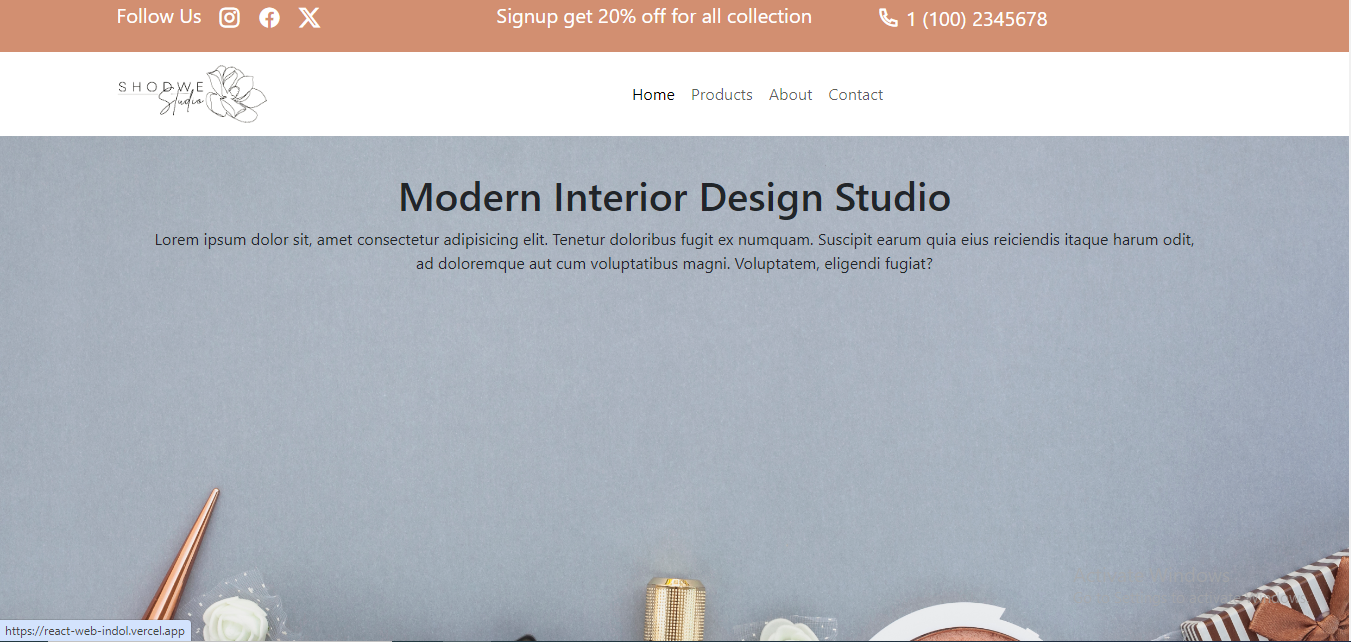 Follow Us
Signup get 20% off for all collection
1 (100) 2345678
SHODWE
Studio
Home
Products
About
Contact
Modern Interior Design Studio
Lorem ipsum dolor sit, amet consectetur adipisicing elit. Tenetur doloribus fugit ex numquam. Suscipit earum quia eius reiciendis itaque harum odit,
ad doloremque aut cum voluptatibus magni. Voluptatem, eligendi fugiat?
https://react-web-indol.vercel.app